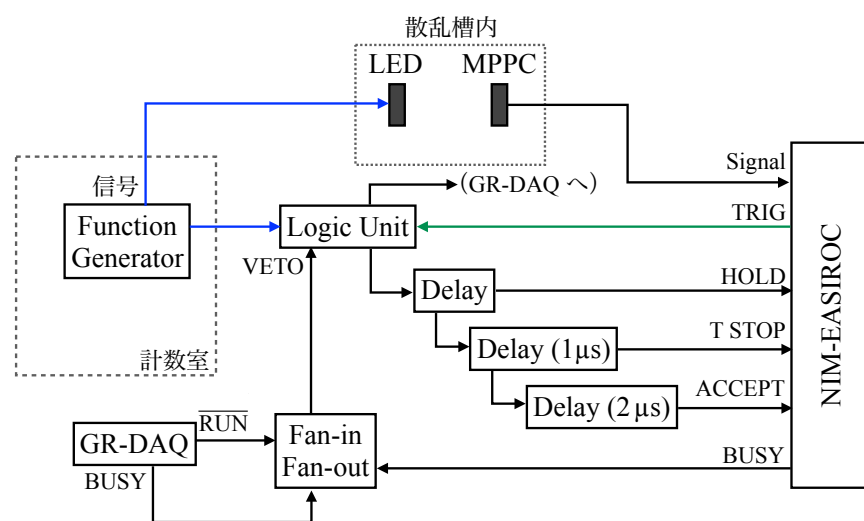 散乱槽内
LED
MPPC
Signal
信号
(GR-DAQ へ)
Function
Generator
Logic Unit
TRIG
VETO
Delay
HOLD
Delay (1μs)
T STOP
計数室
Delay (2 μs)
ACCEPT
NIM-EASIROC
GR-DAQ
RUN
Fan-in
Fan-out
BUSY
BUSY